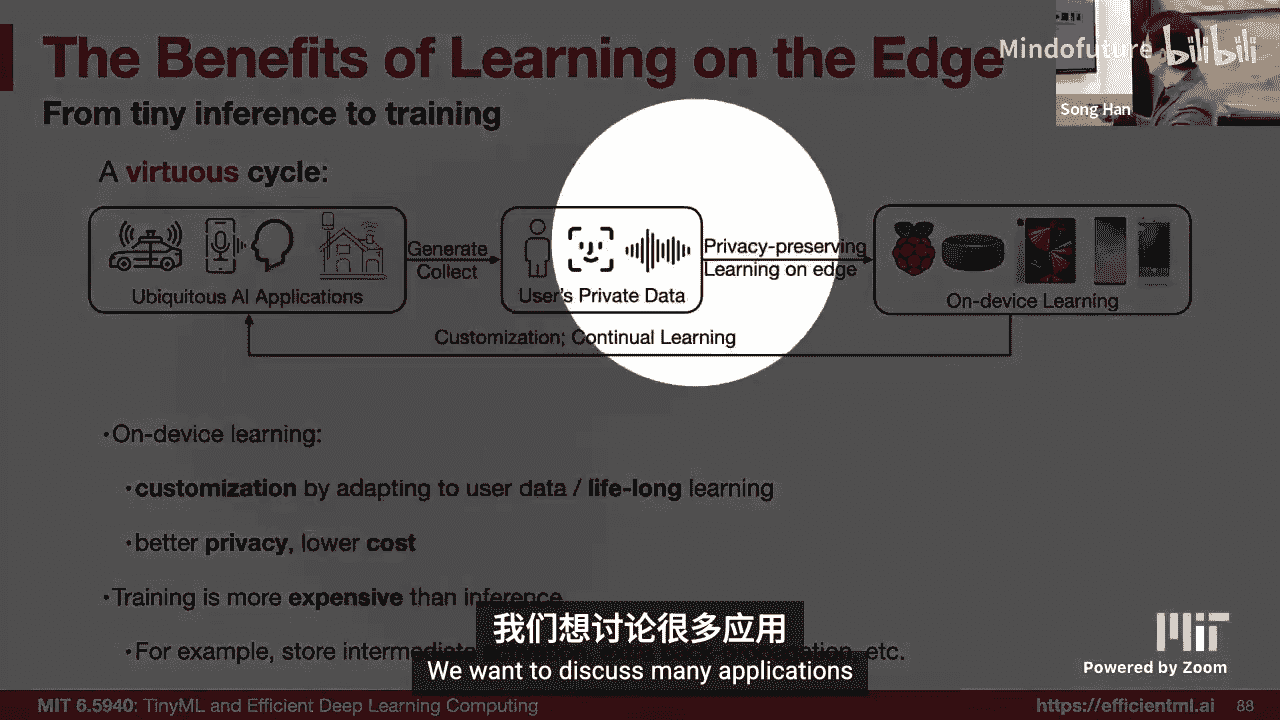 The Benefits of Learning on the Edge
Mindofuture bilibili
Song Han
From tiny inference to training
A virtuous cycle:
Generate
Collect
Privacy-preserving
Learning on edge
Ubiquitous AI Applications
User's Private Data
On-device Learning
Customization; Continual Learning
•On-device learning:
•customization by adapting to user data / life-long learning
•better privacy, lower cost
•Training is more expensive than inference
•For example, store intermediate etc.
我们想讨论很多应用
We want to discuss many applications
MIT
Powered by Zoom
MIT 6.5940: TinyML and Efficient Deep Learning Computing
https://efficientml.ai
88